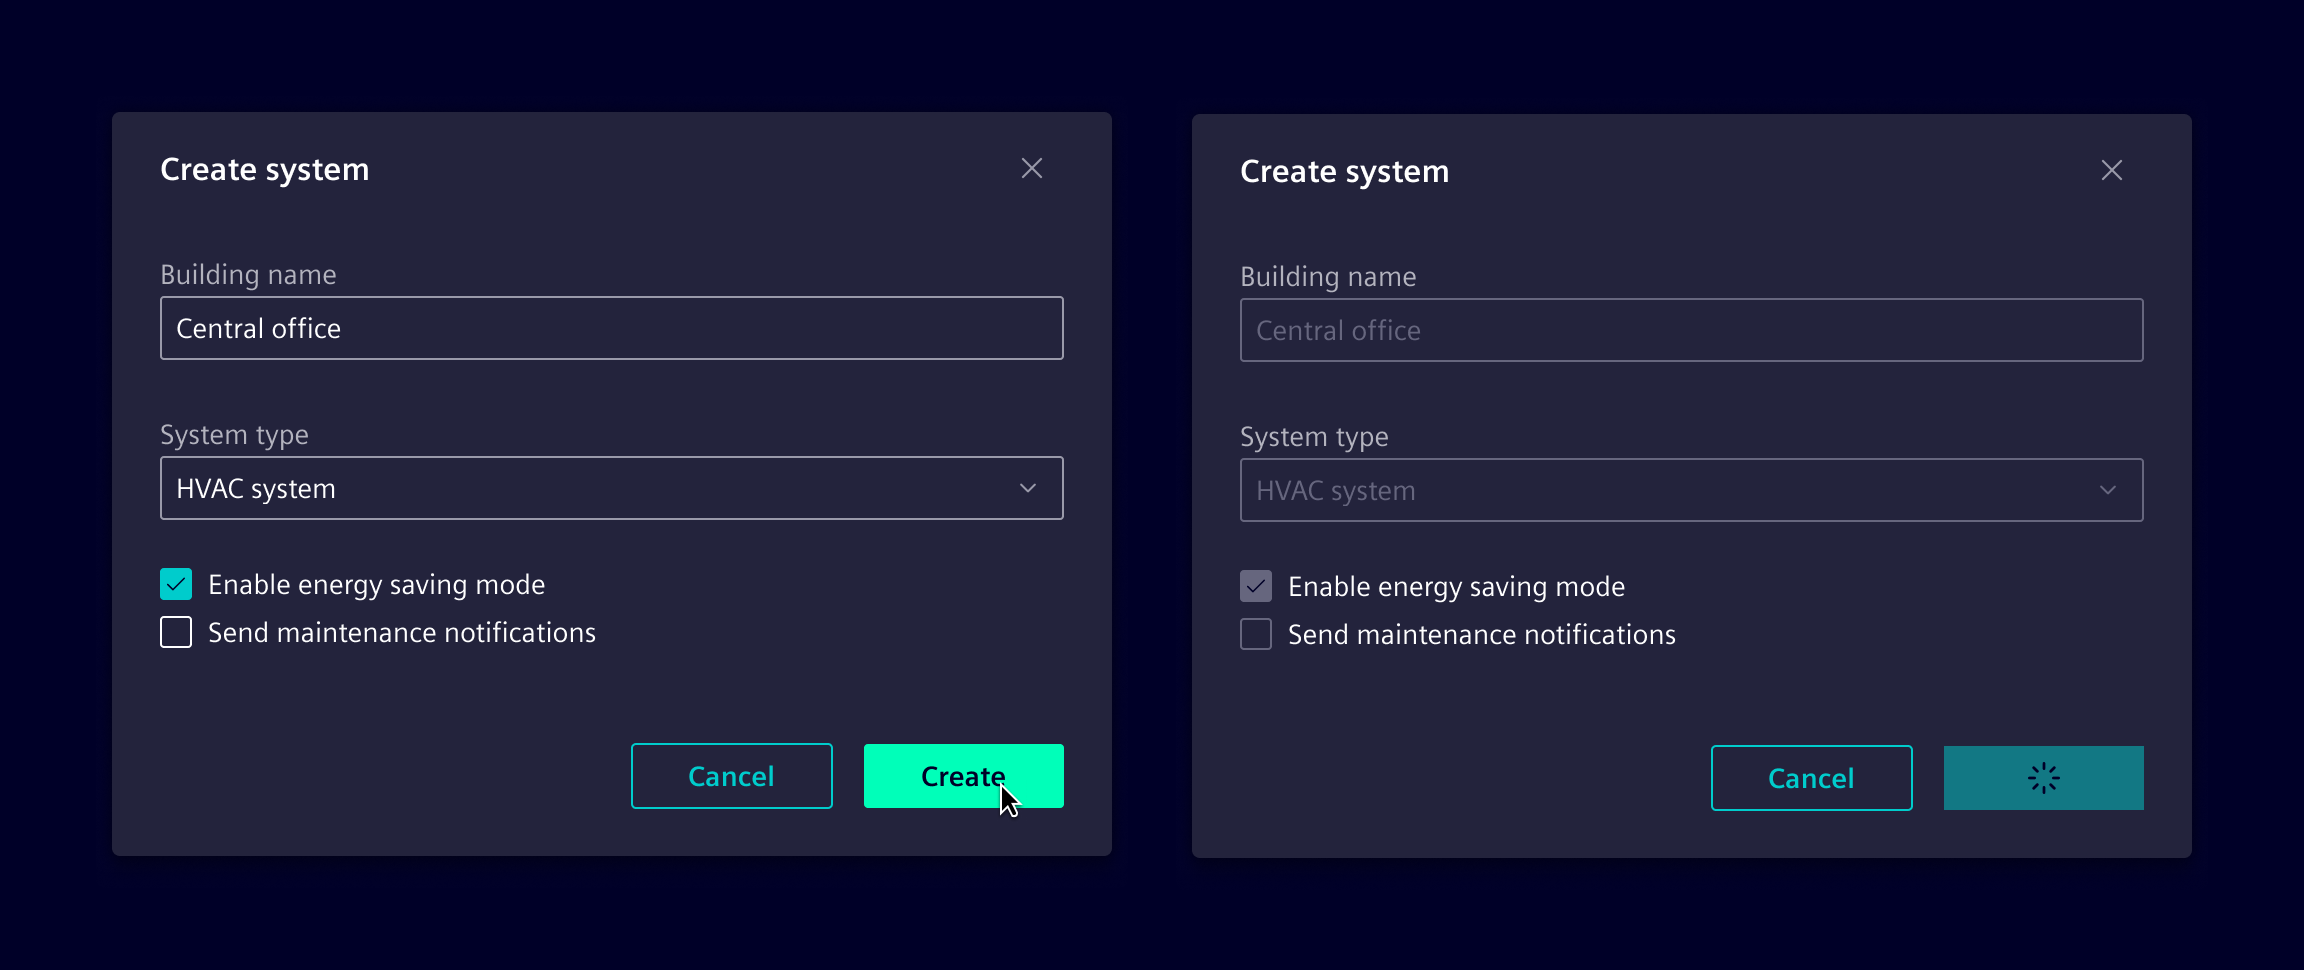 Create system
Building name
Central office
System type
HVAC system
Enable energy saving mode
Send maintenance notifications
Cancel
Create
Create system
Building name
Central office
System type
HVAC system
Enable energy saving mode
Send maintenance notifications
Cancel